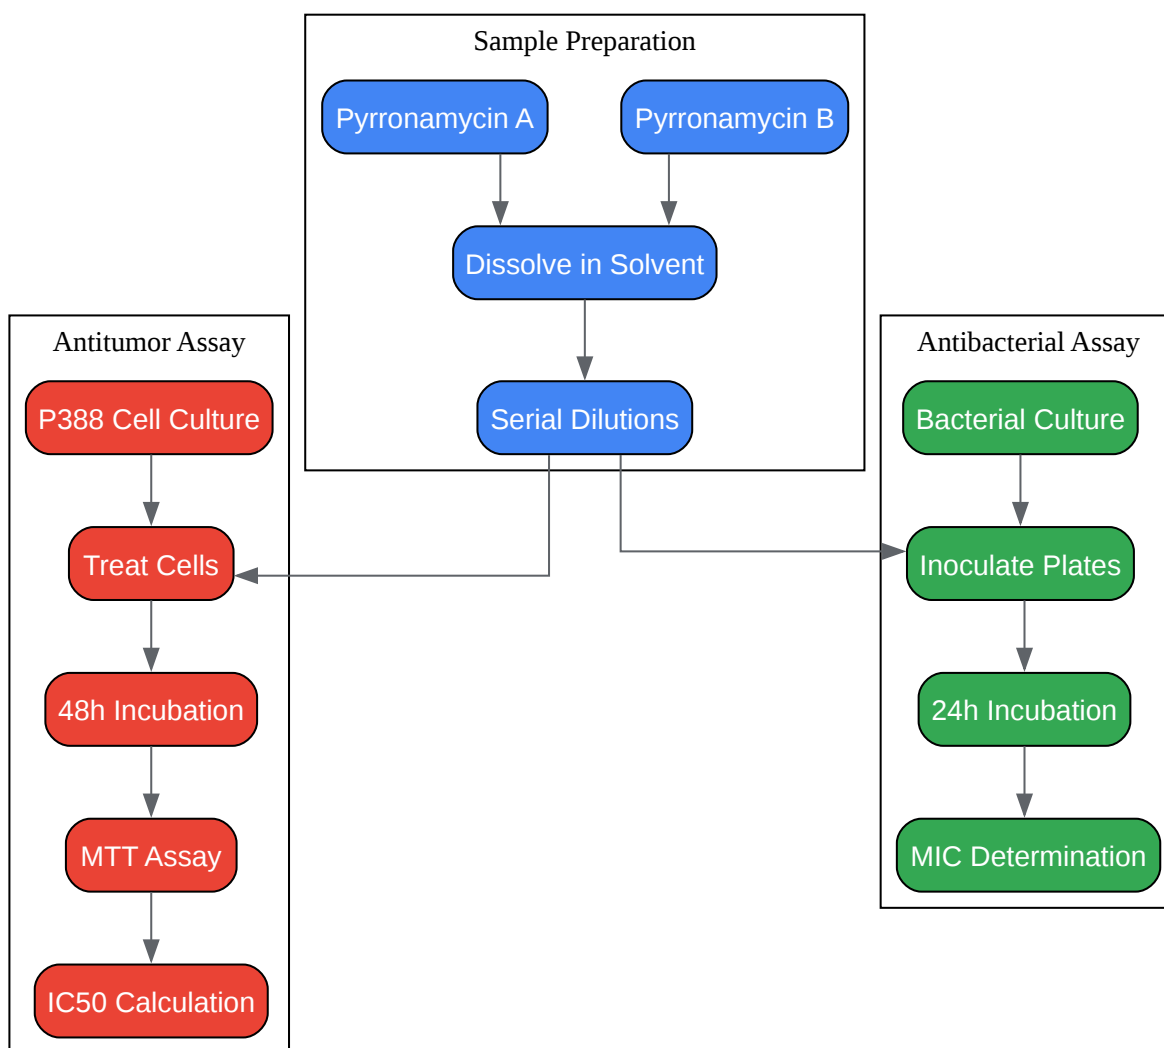 Sample Preparation
Pyrronamycin A
Pyrronamycin B
Dissolve in Solvent
Serial Dilutions
Antitumor Assay
P388 Cell Culture
Treat Cells
48h Incubation
MTT Assay
IC50 Calculation
Antibacterial Assay
Bacterial Culture
Inoculate Plates
24h Incubation
MIC Determination